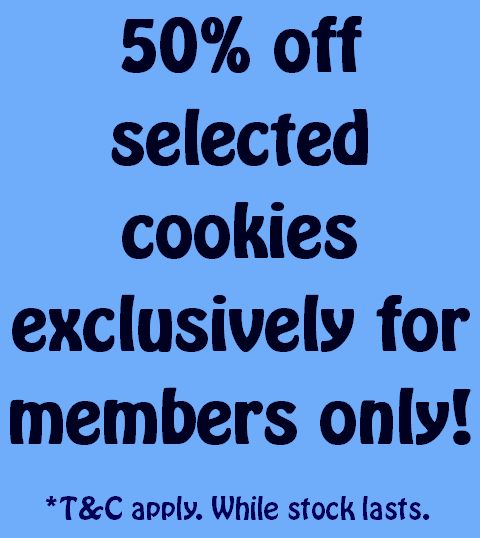 50% off
selected
cookies
exclusively for
members only!
*T&C apply. While stock lasts.